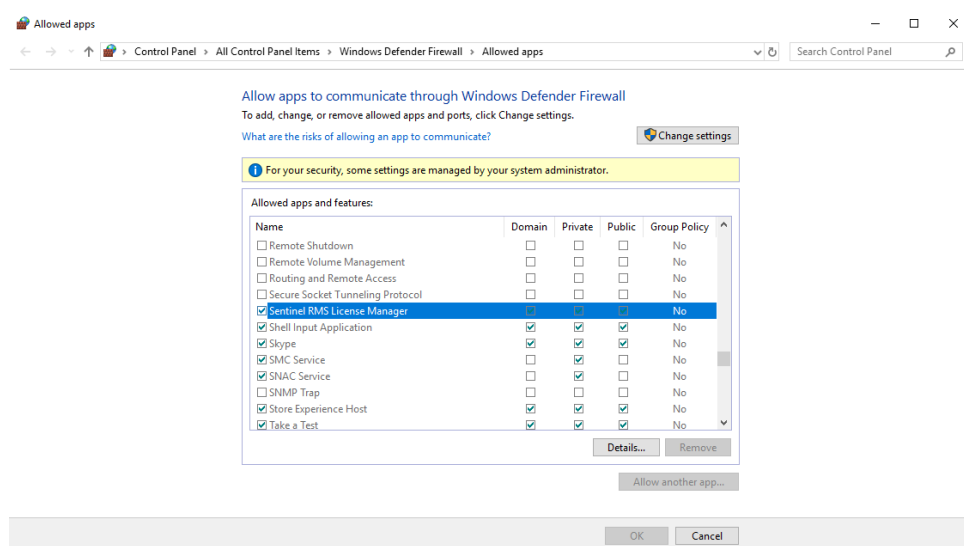 Allowed apps
Control Panel > All Control Panel Items > Windows Defender Firewall > Allowed apps
Search Control Panel
Allow apps to communicate through Windows Defender Firewall
To add, change, or remove allowed apps and ports, click Change settings.
What are the risks of allowing an app to communicate?
Change settings
For your security, some settings are managed by your system administrator.
Allowed apps and features:
Name Domain Private Public Group Policy
Remote Shutdown No
Remote Volume Management No
Routing and Remote Access No
Secure Socket Tunneling Protocol No
Sentinel RMS License Manager No
Shell Input Application No
Skype No
SMC Service No
SNAC Service No
SNMP Trap No
Store Experience Host No
Take a Test No
Details... Remove
Allow another app...
OK Cancel